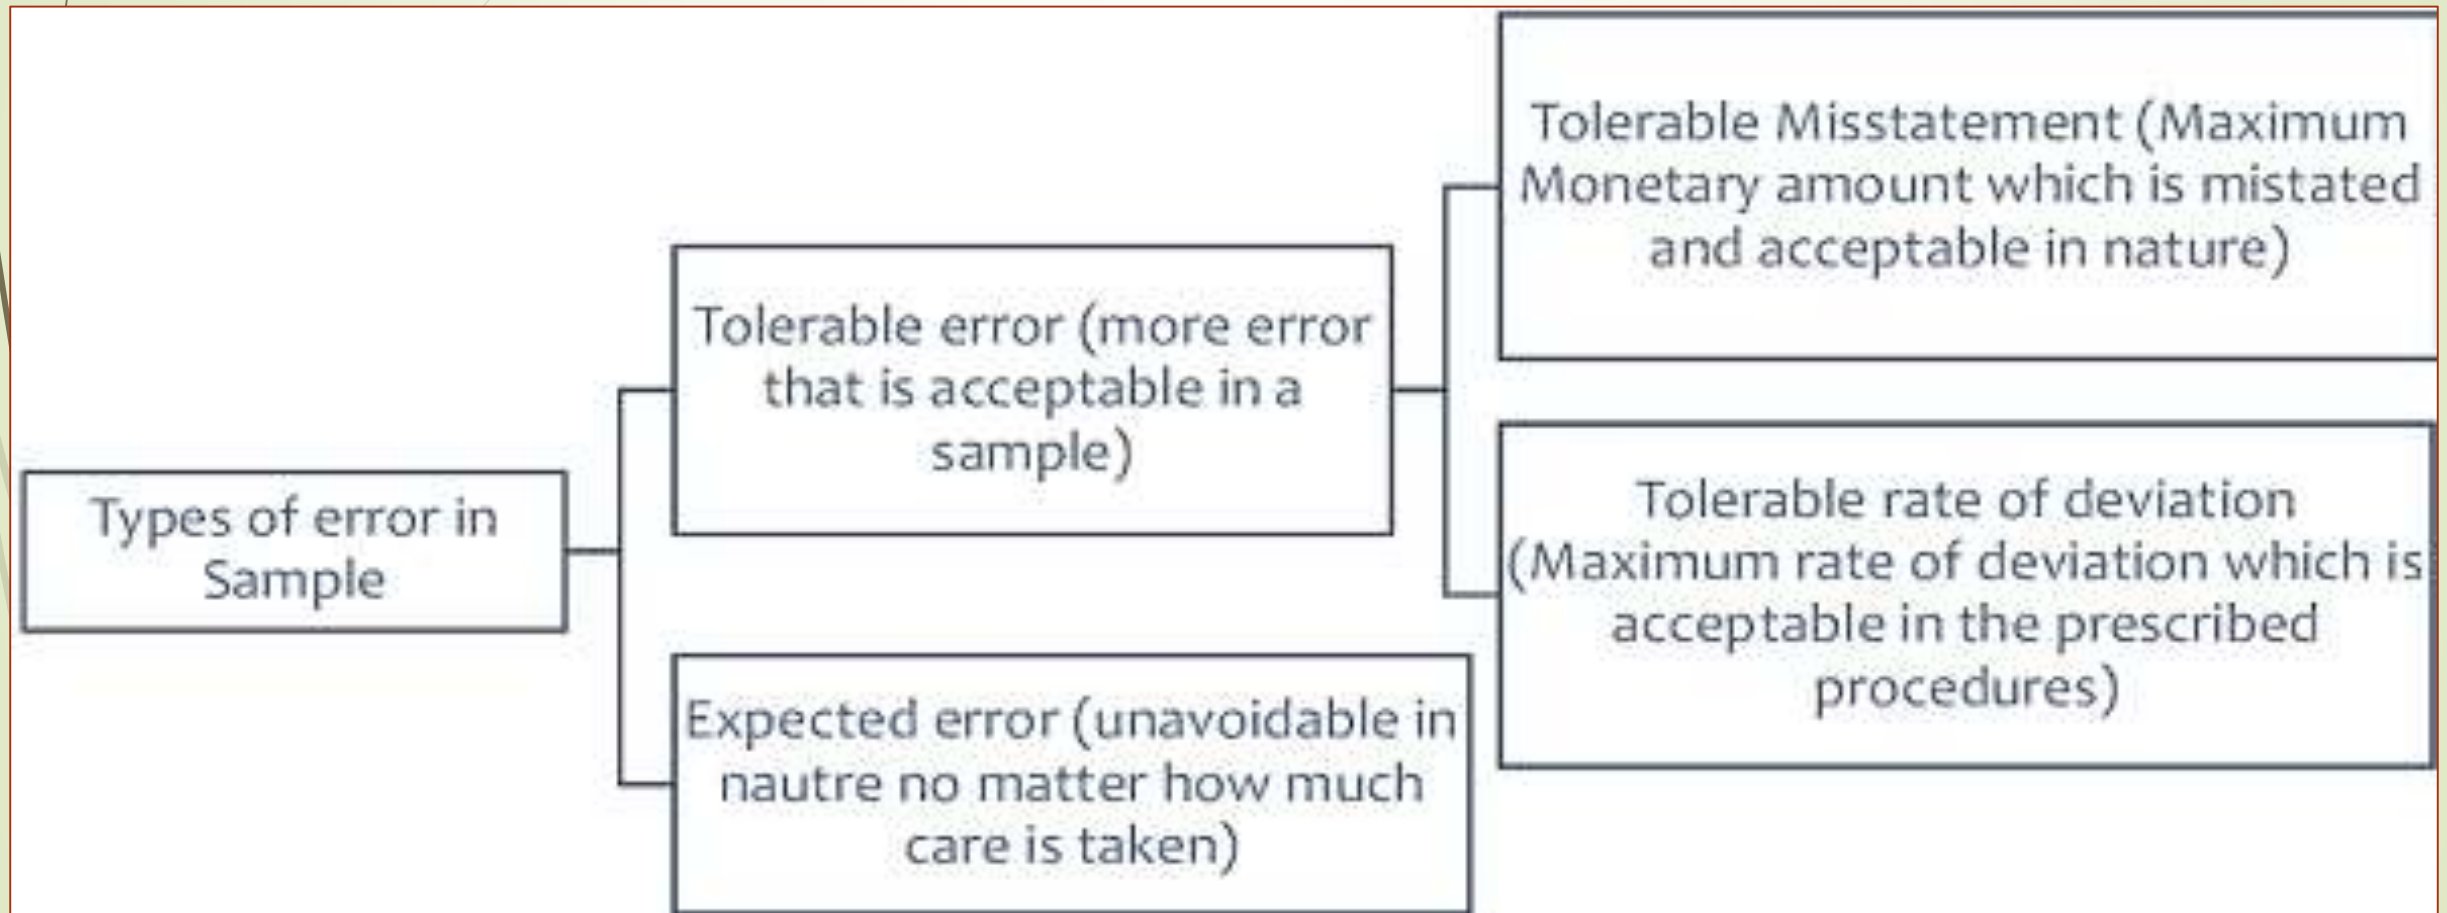 Types of error in
Sample
Tolerable error (more error
that is acceptable in a
sample)
Expected error (unavoidable in
nautre no matter how much
care is taken)
Tolerable Misstatement (Maximum
Monetary amount which is mistated
and acceptable in nature)
Tolerable rate of deviation
(Maximum rate of deviation which is
acceptable in the prescribed
procedures)